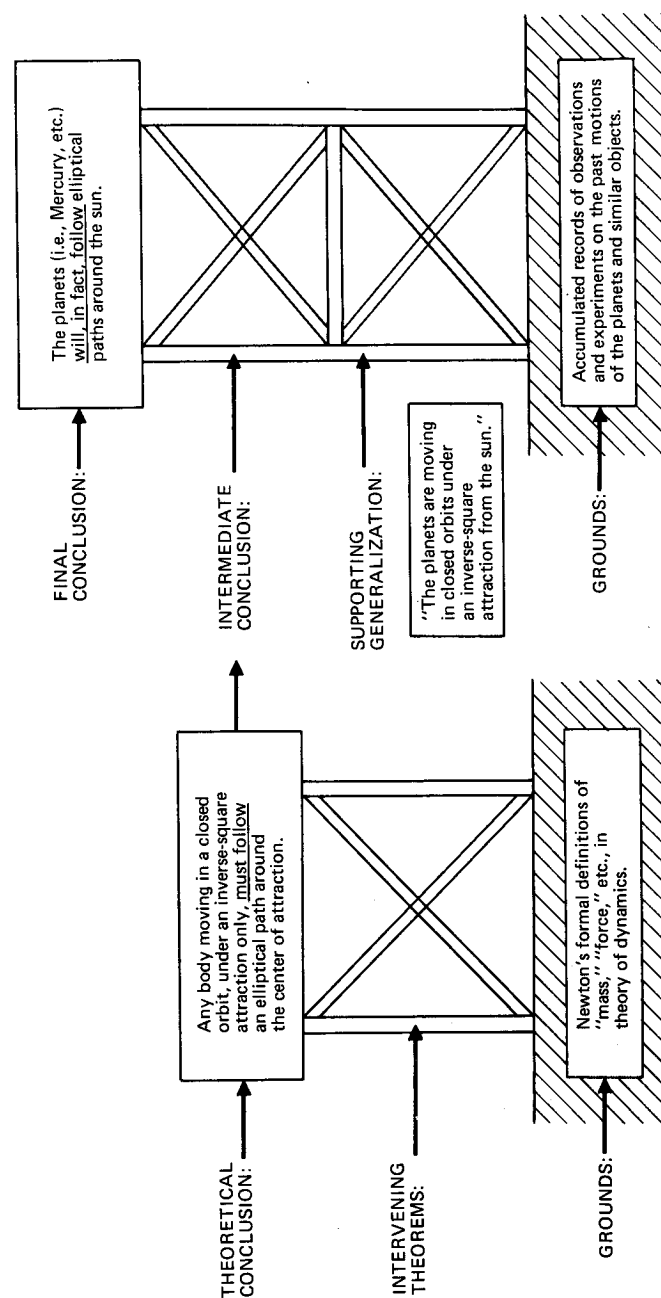 THEORETICAL
CONCLUSION:
Any body moving in a closed
orbit, under an inverse-square
attraction only, must follow
an elliptical path around
the center of attraction.
INTERVENING
THEOREMS:
GROUNDS:
Newton's formal definitions of
"mass," "force," etc., in
theory of dynamics.
FINAL
CONCLUSION:
The planets (i.e., Mercury, etc.)
will, in fact, follow elliptical
paths around the sun.
INTERMEDIATE
CONCLUSION:
SUPPORTING
GENERALIZATION:
"The planets are moving
in closed orbits under
an inverse-square
attraction from the sun."
GROUNDS:
Accumulated records of observations
and experiments on the past motions
of the planets and similar objects.